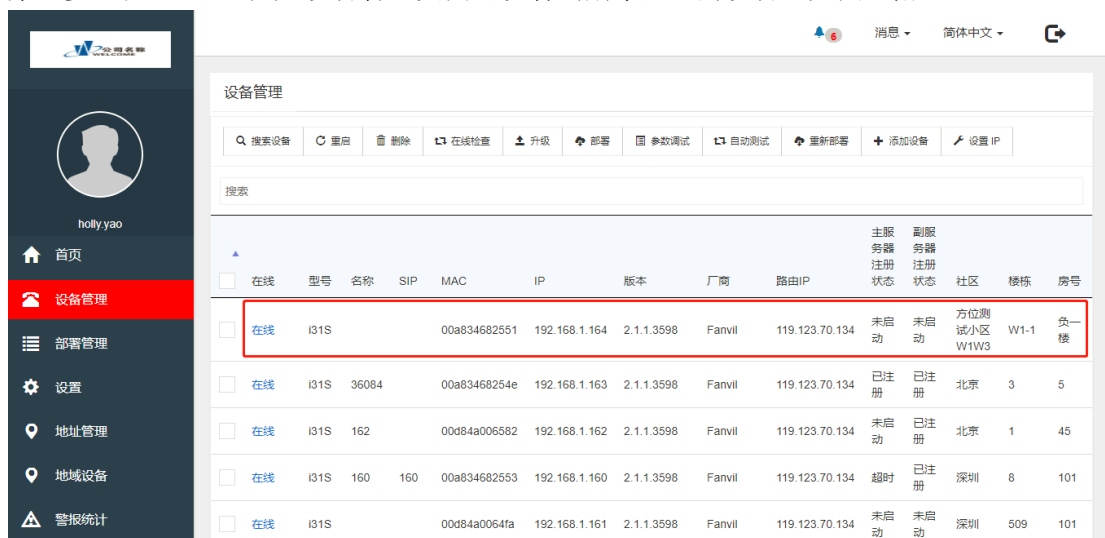 公司名称
WELCOME
6 消息 简体中文
holly.yao
首页
设备管理
部署管理
设置
地址管理
地域设备
警报统计
设备管理
搜索设备 重启 删除 在线检查 升级 部署 参数调试 自动测试 重新部署 添加设备 设置 IP
搜索
在线 型号 名称 SIP MAC IP 版本 厂商 路由IP 主服务器注册状态 副服务器注册状态 社区 楼栋 房号
在线 i31S 00a834682551 192.168.1.164 2.1.1.3598 Fanvil 119.123.70.134 未启动 未启动 方位测试小区W1W3 W1-1 负一楼
在线 i31S 36084 00a83468254e 192.168.1.163 2.1.1.3598 Fanvil 119.123.70.134 已注册 已注册 北京 3 5
在线 i31S 162 00d84a006582 192.168.1.162 2.1.1.3598 Fanvil 119.123.70.134 未启动 已注册 北京 1 45
在线 i31S 160 160 00a834682553 192.168.1.160 2.1.1.3598 Fanvil 119.123.70.134 超时 已注册 深圳 8 101
在线 i31S 00d84a0064fa 192.168.1.161 2.1.1.3598 Fanvil 119.123.70.134 未启动 未启动 深圳 509 101